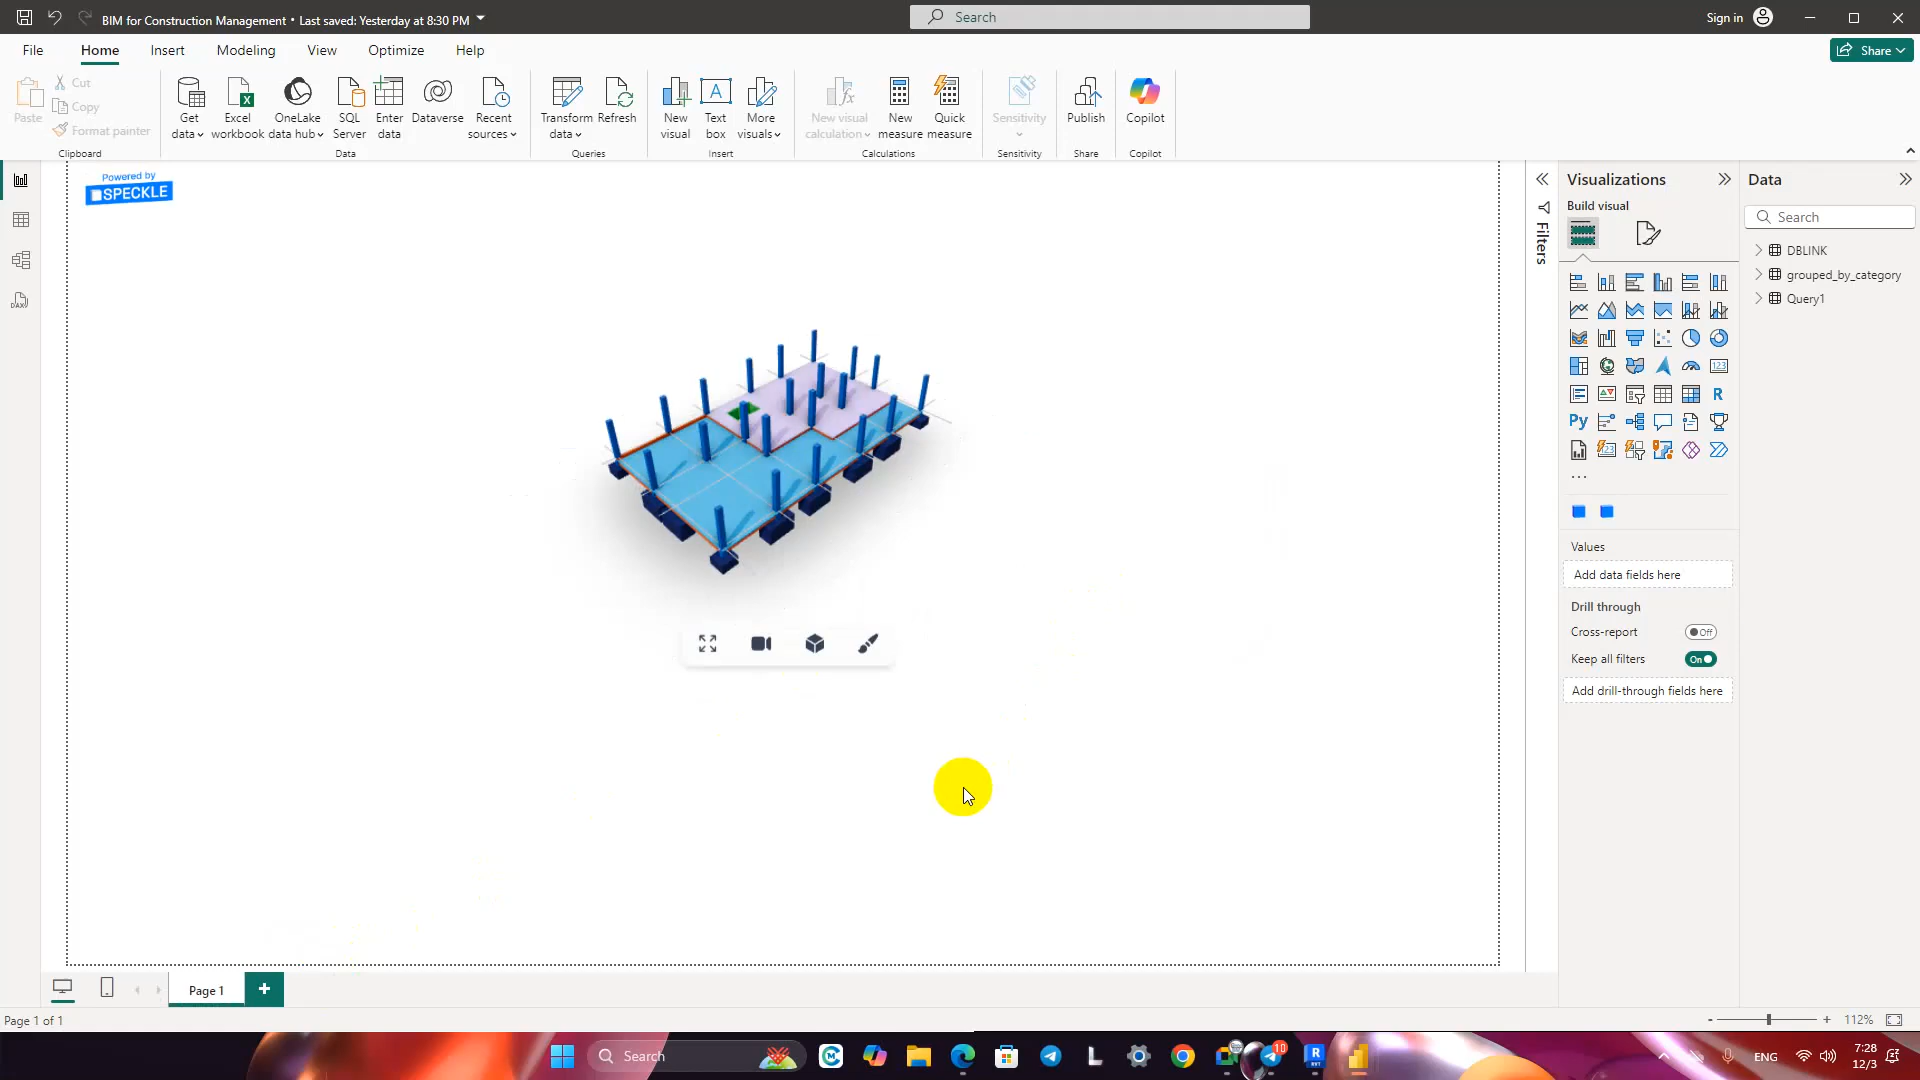 BIM for Construction Management • Last saved: Yesterday at 8:30 PM
Search
Sign in
File
Home
Insert
Modeling
View
Optimize
Help
Share
Paste
Cut
Copy
Format painter
Clipboard
Get data
Excel workbook
OneLake data hub
SQL Server
Enter data
Dataverse
Recent sources
Data
Transform data
Refresh
Queries
New visual
Text box
More visuals
Insert
New visual calculation
New measure
Quick measure
Calculations
Sensitivity
Sensitivity
Publish
Share
Copilot
Copilot
Powered by
SPECKLE
Filters
Visualizations
Build visual
R
Py
123
...
Values
Add data fields here
Drill through
Cross-report
Off
Keep all filters
On
Add drill-through fields here
Data
Search
DBLINK
grouped_by_category
Query1
DAX
Page 1
+
Page 1 of 1
- + 112%
Search
10
ENG
7:28
12/3